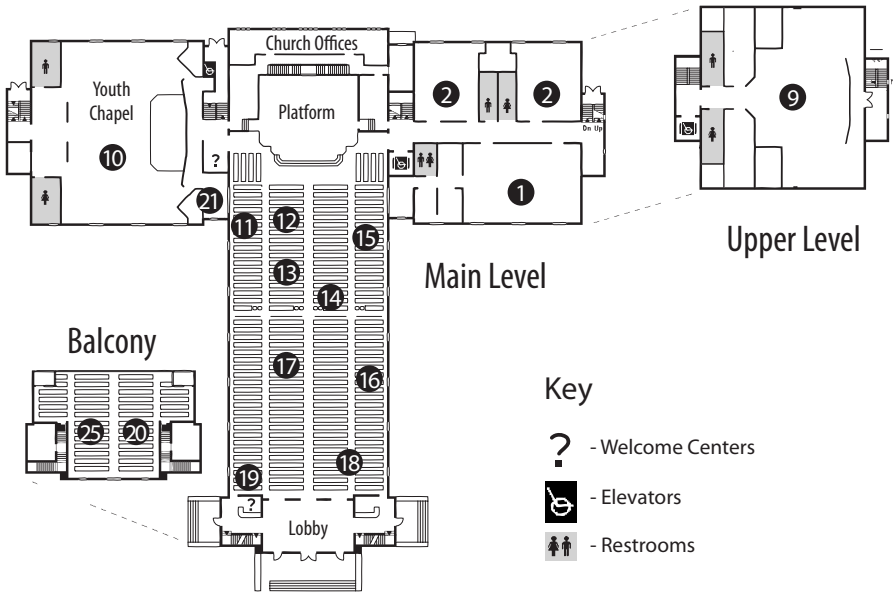 Church Offices
Youth
Chapel
Platform
2
2
9
Dn Up
10
?
1
21
11
12
15
Upper Level
13
Main Level
14
Balcony
17
16
Key
25
20
? - Welcome Centers
18
19
- Elevators
?
Lobby
- Restrooms